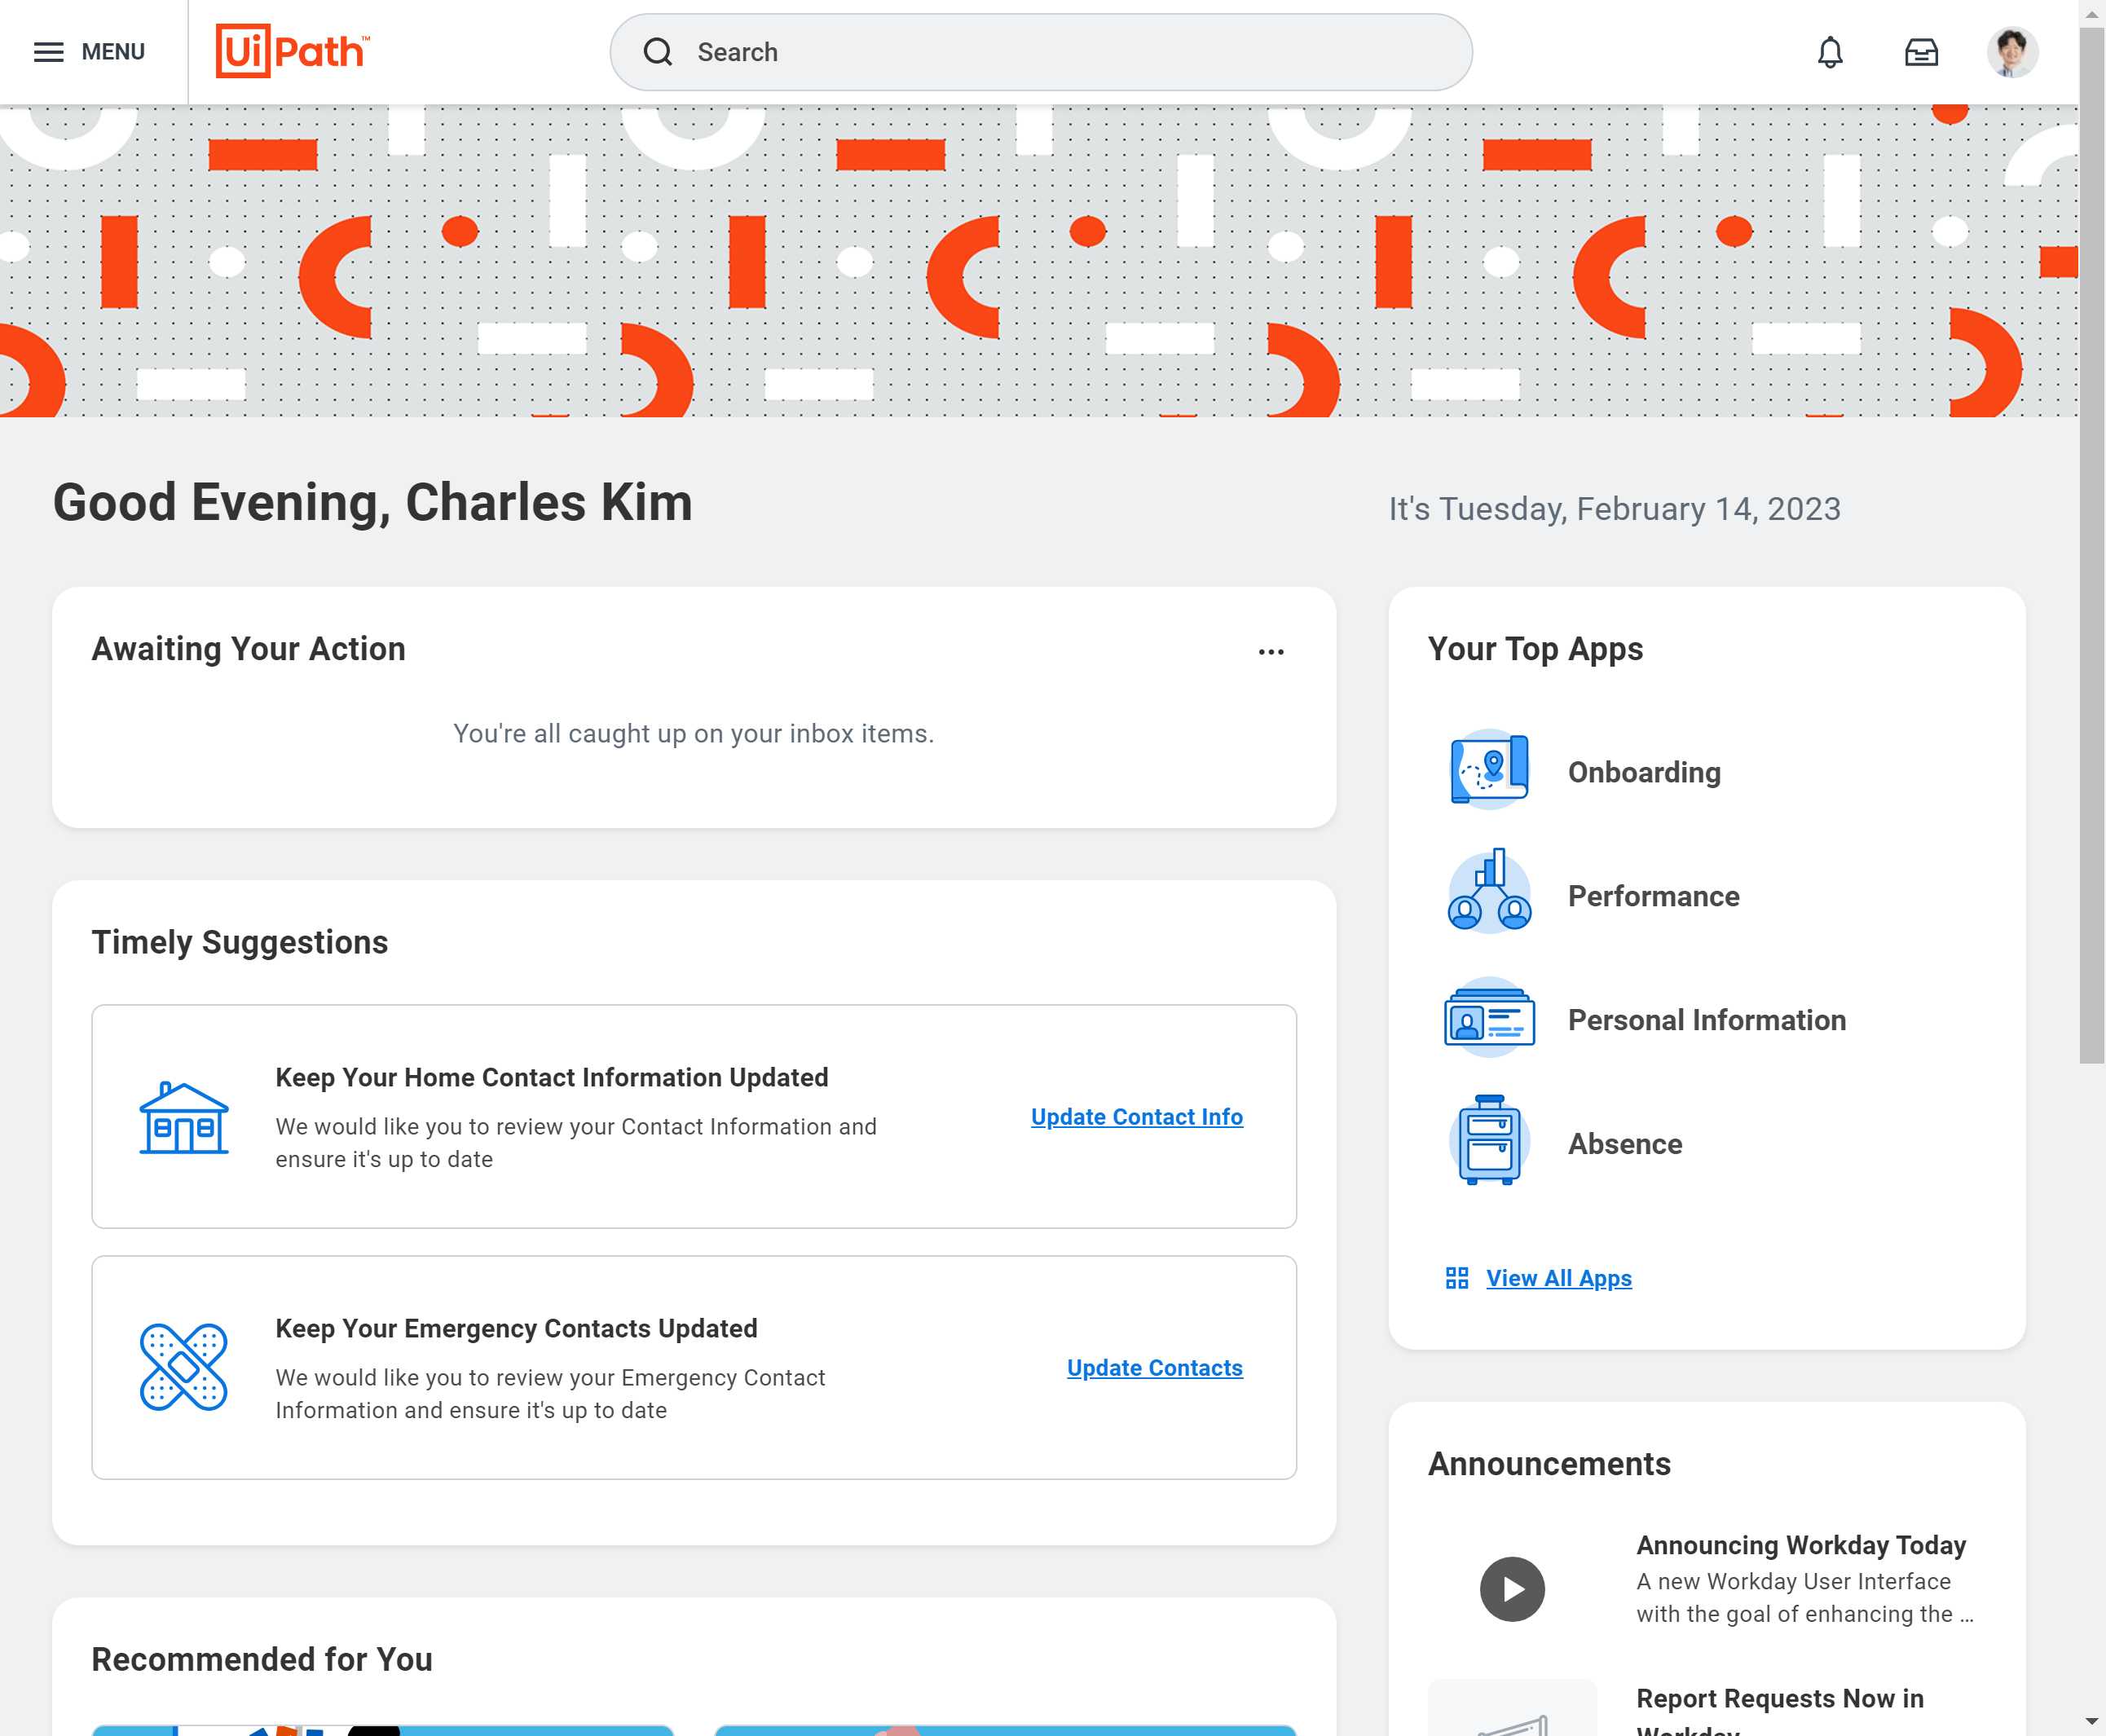 MENU
UiPath™
Search
Good Evening, Charles Kim
It's Tuesday, February 14, 2023
Awaiting Your Action
You're all caught up on your inbox items.
Timely Suggestions
Keep Your Home Contact Information Updated
We would like you to review your Contact Information and
ensure it's up to date
Update Contact Info
Keep Your Emergency Contacts Updated
We would like you to review your Emergency Contact
Information and ensure it's up to date
Update Contacts
Recommended for You
Your Top Apps
Onboarding
Performance
Personal Information
Absence
View All Apps
Announcements
Announcing Workday Today
A new Workday User Interface
with the goal of enhancing the ...
Report Requests Now in
Workday